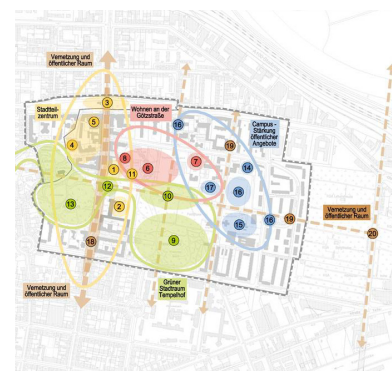 Vernetzung und
öffentlicher Raum
3
Stadtteil-
zentrum
5
Wohnen an der
Götzstraße
16
Campus -
Stärkung
öffentlicher
Angebote
19
4
8
1
11
6
7
14
17
16
12
10
13
2
15
16
19
Vernetzung und
öffentlicher Raum
20
9
18
Vernetzung und
öffentlicher Raum
Grüner
Stadtraum
Tempelhof